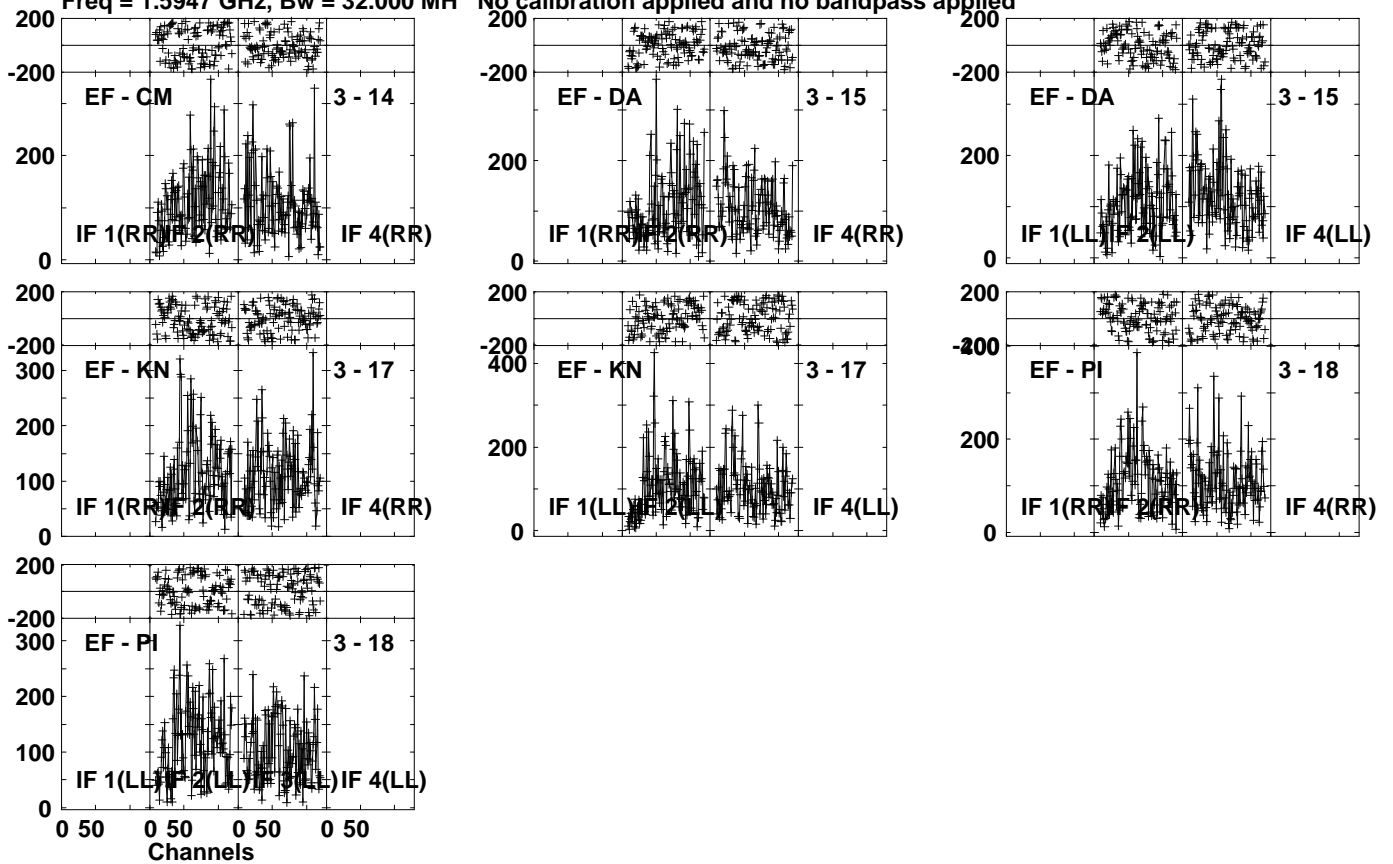 Freq = 1.5947 GHz, Bw = 32.000 MH No calibration applied and no bandpass applied
200
-200
EF - CM 3 - 14
200
0
IF 1(RR) IF 2(RR) IF 4(RR)
200
-200
EF - DA 3 - 15
200
0
IF 1(RR) IF 2(RR) IF 4(RR)
200
-200
EF - DA 3 - 15
200
0
IF 1(LL) IF 2(LL) IF 4(LL)
200
-200
EF - KN 3 - 17
300
200
100
0
IF 1(RR) IF 2(RR) IF 4(RR)
200
-200
EF - KN 3 - 17
400
200
0
IF 1(LL) IF 2(LL) IF 4(LL)
200
-200
400
EF - PI 3 - 18
200
0
IF 1(RR) IF 2(RR) IF 4(RR)
200
-200
EF - PI 3 - 18
300
200
100
0
IF 1(LL) IF 2(LL) IF 3(LL) IF 4(LL)
0 50 0 50 0 50 0 50
Channels